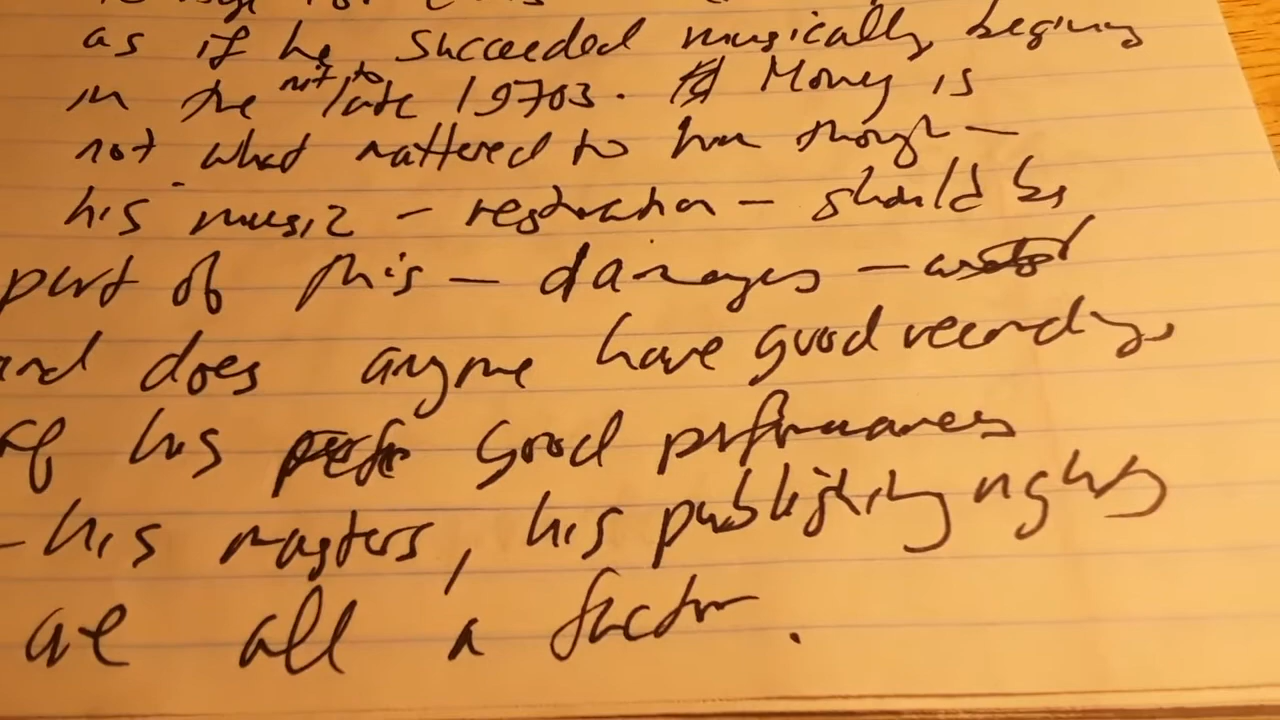 as if he succeeded musically begining
in the mid to late 1970s. Money is
not what mattered to him though –
his music – restoration – should be
part of this – damages –
and does anyone have good recordings
of his good performances
– his masters, his publishing rights
are all a factor.